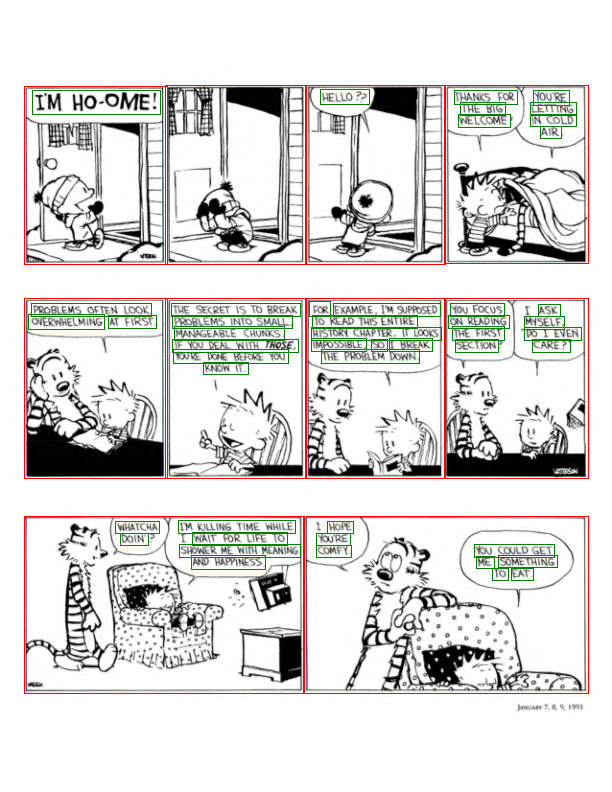 I'M HO-OME!
HELLO??
THANKS FOR
THE BIG
WELCOME.
YOU'RE
LETTING
IN COLD
AIR.
PROBLEMS OFTEN LOOK
OVERWHELMING AT FIRST.
THE SECRET IS TO BREAK
PROBLEMS INTO SMALL,
MANAGEABLE CHUNKS.
IF YOU DEAL WITH THOSE,
YOU'RE DONE BEFORE YOU
KNOW IT.
FOR EXAMPLE, I'M SUPPOSED
TO READ THIS ENTIRE
HISTORY CHAPTER. IT LOOKS
IMPOSSIBLE, SO I BREAK
THE PROBLEM DOWN.
YOU FOCUS
ON READING
THE FIRST
SECTION?
I ASK
MYSELF,
"DO I EVEN
CARE?"
WHATCHA
DOIN'?
I'M KILLING TIME WHILE
I WAIT FOR LIFE TO
SHOWER ME WITH MEANING
AND HAPPINESS.
I HOPE
YOU'RE
COMFY.
YOU COULD GET
ME SOMETHING
TO EAT.
WATTERSON
JANUARY 7, 8, 9, 1993